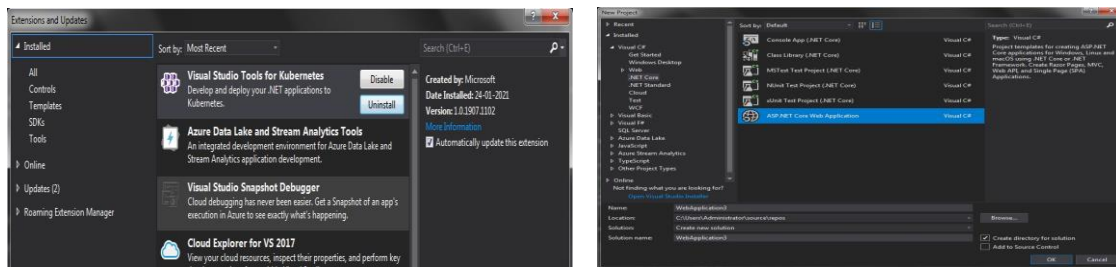 Extensions and Updates
Installed
All
Controls
Templates
SDKs
Tools
Online
Updates (2)
Roaming Extension Manager
Sort by: Most Recent
Visual Studio Tools for Kubernetes
Develop and deploy your .NET applications to
Kubernetes.
Disable
Uninstall
Azure Data Lake and Stream Analytics Tools
An integrated development environment for Azure Data Lake and
Stream Analytics application development.
Visual Studio Snapshot Debugger
Cloud debugging has never been easier. Get a Snapshot of an app's
execution in Azure to see exactly what's happening.
Cloud Explorer for VS 2017
View your cloud resources, inspect their properties, and perform key
Search (Ctrl+E)
Created by: Microsoft
Date Installed: 24-01-2021
Version: 1.0.1907.1102
More Information
Automatically update this extension
New Project
Recent
Installed
Visual C#
Get Started
Windows Desktop
Web
.NET Core
.NET Standard
Cloud
Test
WCF
Visual Basic
Visual F#
SQL Server
Azure Data Lake
JavaScript
Azure Stream Analytics
TypeScript
Other Project Types
Online
Not finding what you are looking for?
Open Visual Studio Installer
Sort by: Default
Console App (.NET Core) Visual C#
Class Library (.NET Core) Visual C#
MSTest Test Project (.NET Core) Visual C#
NUnit Test Project (.NET Core) Visual C#
xUnit Test Project (.NET Core) Visual C#
ASP.NET Core Web Application Visual C#
Search (Ctrl+E)
Type: Visual C#
Project templates for creating ASP.NET
Core applications for Windows, Linux and
macOS using .NET Core or .NET
Framework. Create Razor Pages, MVC,
Web API, and Single Page (SPA)
Applications.
Name: WebApplication3
Location: C:\Users\Administrator\source\repos
Browse...
Solution: Create new solution
Solution name: WebApplication3
Create directory for solution
Add to Source Control
OK Cancel